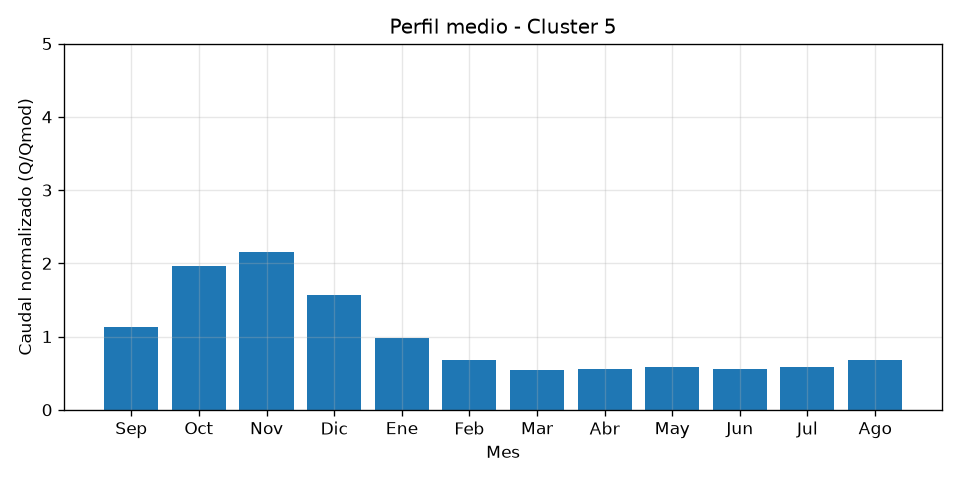 Perfil medio - Cluster 5
Caudal normalizado (Q/Qmod)
5
4
3
2
1
0
Sep Oct Nov Dic Ene Feb Mar Abr May Jun Jul Ago
Mes